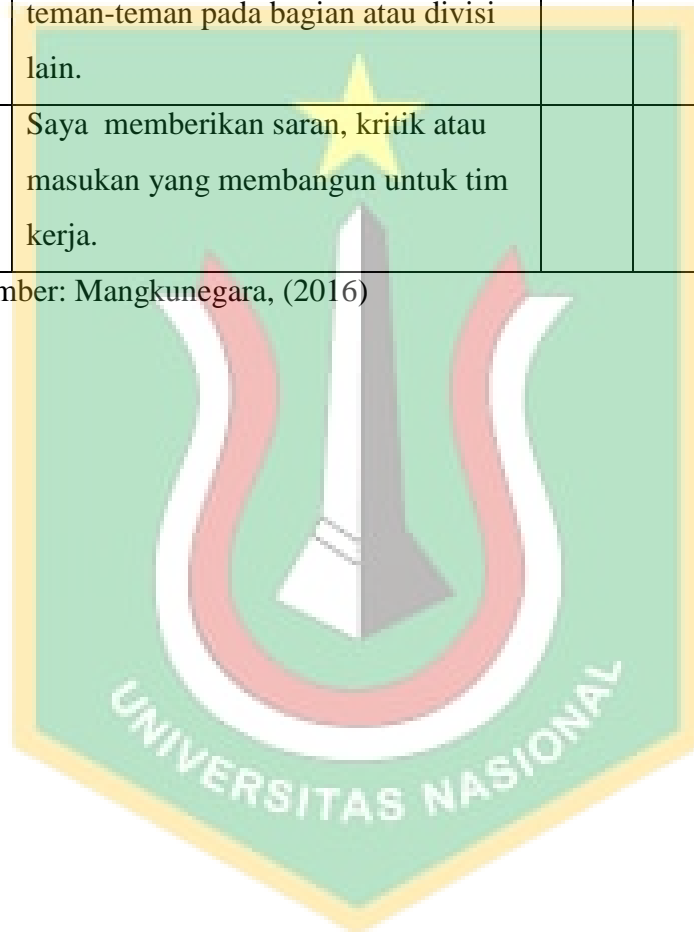 teman-teman pada bagian atau divisi
lain.
Saya memberikan saran, kritik atau
masukan yang membangun untuk tim
kerja.
mber: Mangkunegara, (2016)
UNIVERSITAS NASIONAL